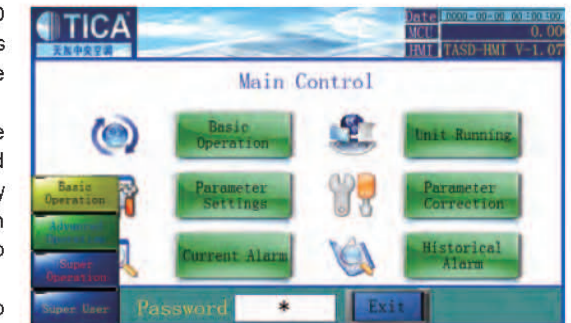 TICA
天加中央空调
Date 0000-00-00 00:00:00
MCU 0.00
HMI TASD-HMI V-1.07
Main Control
Basic Operation
Unit Running
Parameter Settings
Parameter Correction
Current Alarm
Historical Alarm
Basic Operation
Advanced Operation
Super Operation
Super User
Password *
Exit